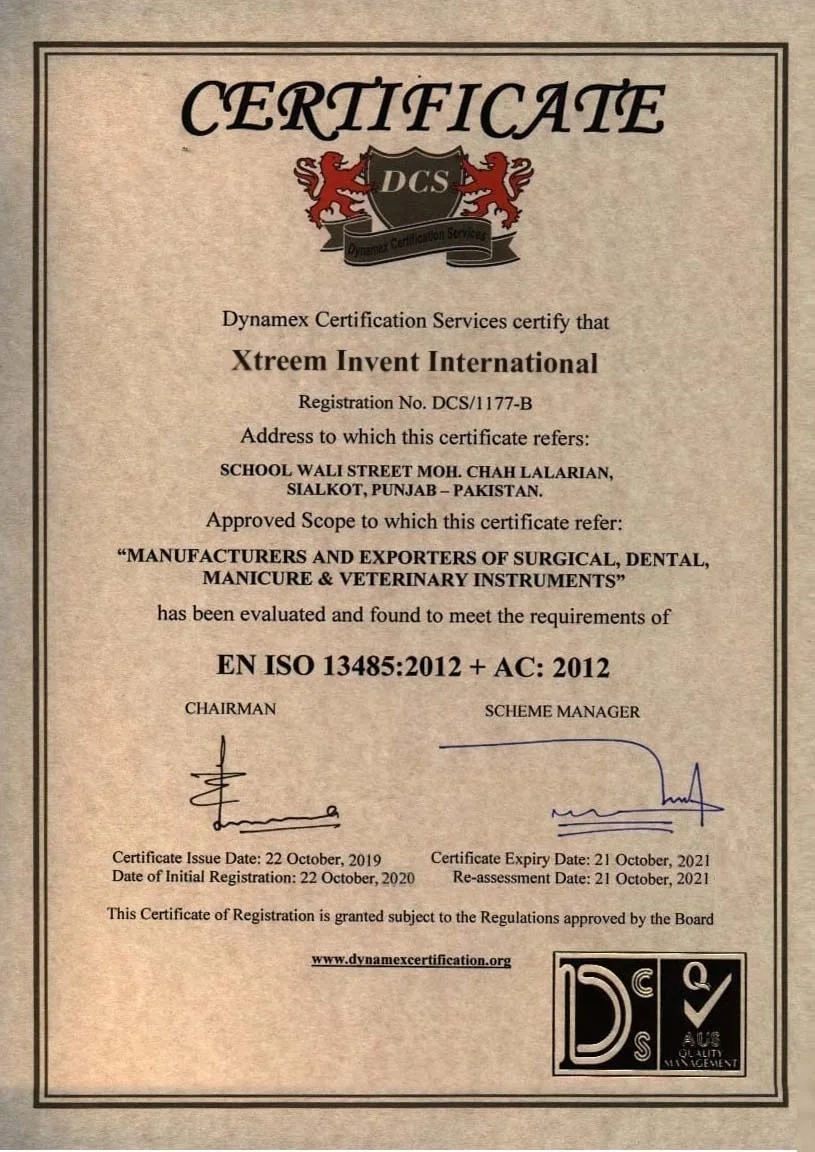 CERTIFICATE
DCS
Dynamex Certification Services
Dynamex Certification Services certify that
Xtreem Invent International
Registration No. DCS/1177-B
Address to which this certificate refers:
SCHOOL WALI STREET MOH. CHAH LALARIAN,
SIALKOT, PUNJAB – PAKISTAN.
Approved Scope to which this certificate refer:
“MANUFACTURERS AND EXPORTERS OF SURGICAL, DENTAL,
MANICURE & VETERINARY INSTRUMENTS”
has been evaluated and found to meet the requirements of
EN ISO 13485:2012 + AC: 2012
CHAIRMAN SCHEME MANAGER
Certificate Issue Date: 22 October, 2019 Certificate Expiry Date: 21 October, 2021
Date of Initial Registration: 22 October, 2020 Re-assessment Date: 21 October, 2021
This Certificate of Registration is granted subject to the Regulations approved by the Board
www.dynamexcertification.org
DCS Q
AUS
QUALITY
MANAGEMENT